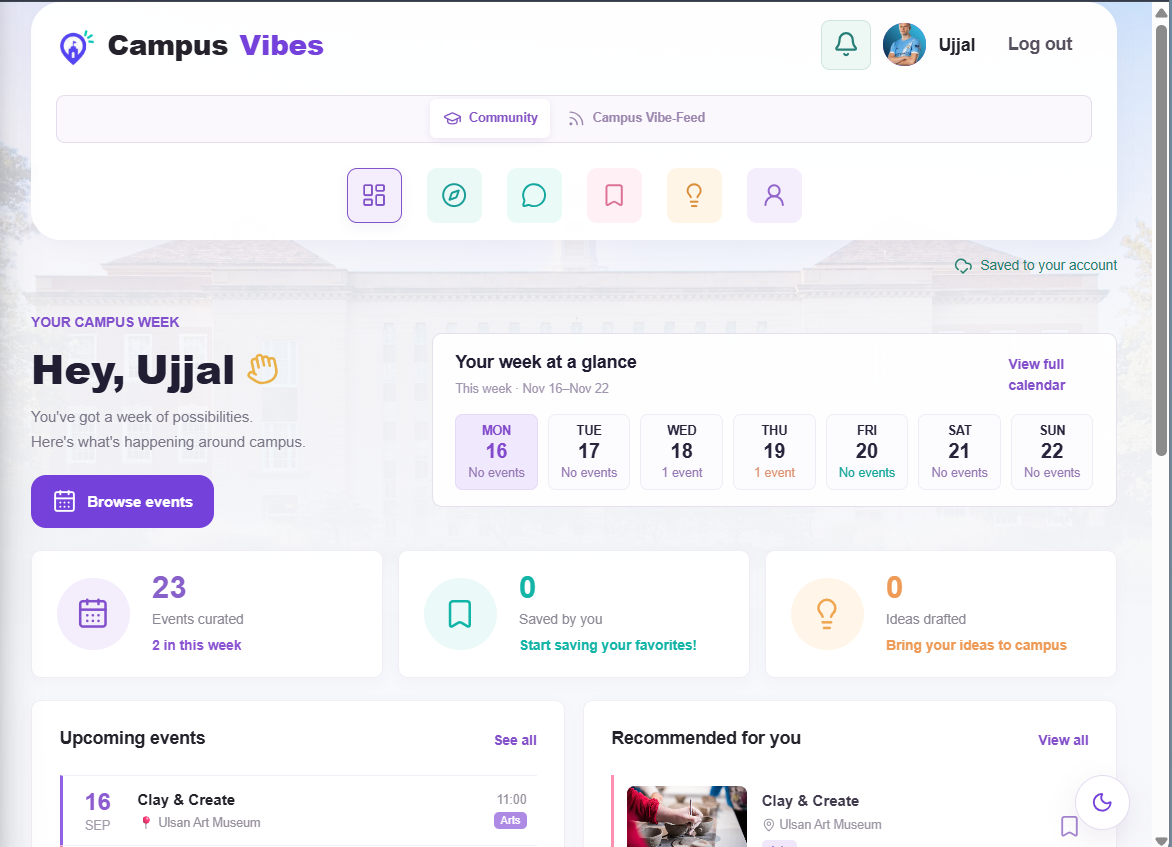 Campus Vibes
Ujjal
Log out
Community
Campus Vibe-Feed
Saved to your account
YOUR CAMPUS WEEK
Hey, Ujjal
You've got a week of possibilities.
Here's what's happening around campus.
Browse events
Your week at a glance
This week · Nov 16–Nov 22
View full
calendar
MON
16
No events
TUE
17
No events
WED
18
1 event
THU
19
1 event
FRI
20
No events
SAT
21
No events
SUN
22
No events
23
Events curated
2 in this week
0
Saved by you
Start saving your favorites!
0
Ideas drafted
Bring your ideas to campus
Upcoming events
See all
16
SEP
Clay & Create
Ulsan Art Museum
11:00
Arts
Recommended for you
View all
Clay & Create
Ulsan Art Museum